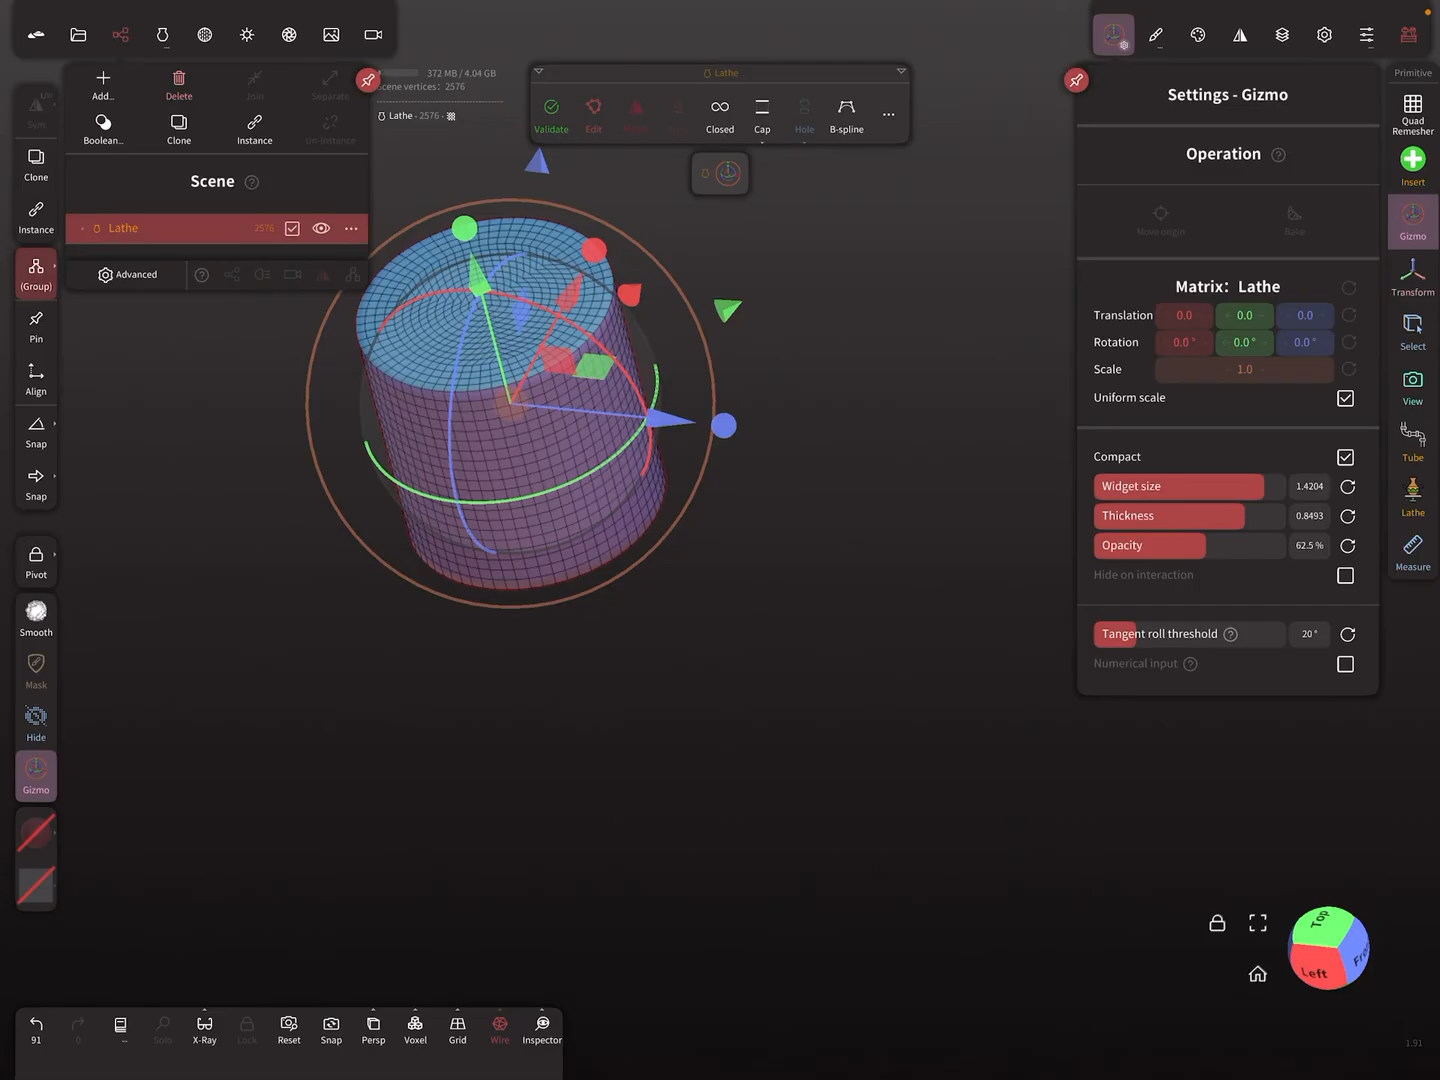 372 MB / 4.04 GB
Scene vertices: 2576
Lathe - 2576 -
Add...
Delete
Join
Separate
Boolean...
Clone
Instance
Un-instance
Scene
Lathe
2576
Advanced
Lathe
Validate
Edit
Closed
Cap
Hole
B-spline
...
Sym
Clone
Instance
(Group)
Pin
Align
Snap
Snap
Pivot
Smooth
Mask
Hide
Gizmo
Settings - Gizmo
Operation
Move origin
Bake
Matrix: Lathe
Translation 0.0 0.0 0.0
Rotation 0.0 ° 0.0 ° 0.0 °
Scale 1.0
Uniform scale
Compact
Widget size 1.4204
Thickness 0.8493
Opacity 62.5 %
Hide on interaction
Tangent roll threshold 20 °
Numerical input
Primitive
Quad
Remesher
Insert
Gizmo
Transform
Select
View
Tube
Lathe
Measure
Top
Left
Fro
91
...
Solo
X-Ray
Lock
Reset
Snap
Persp
Voxel
Grid
Wire
Inspector
1.91